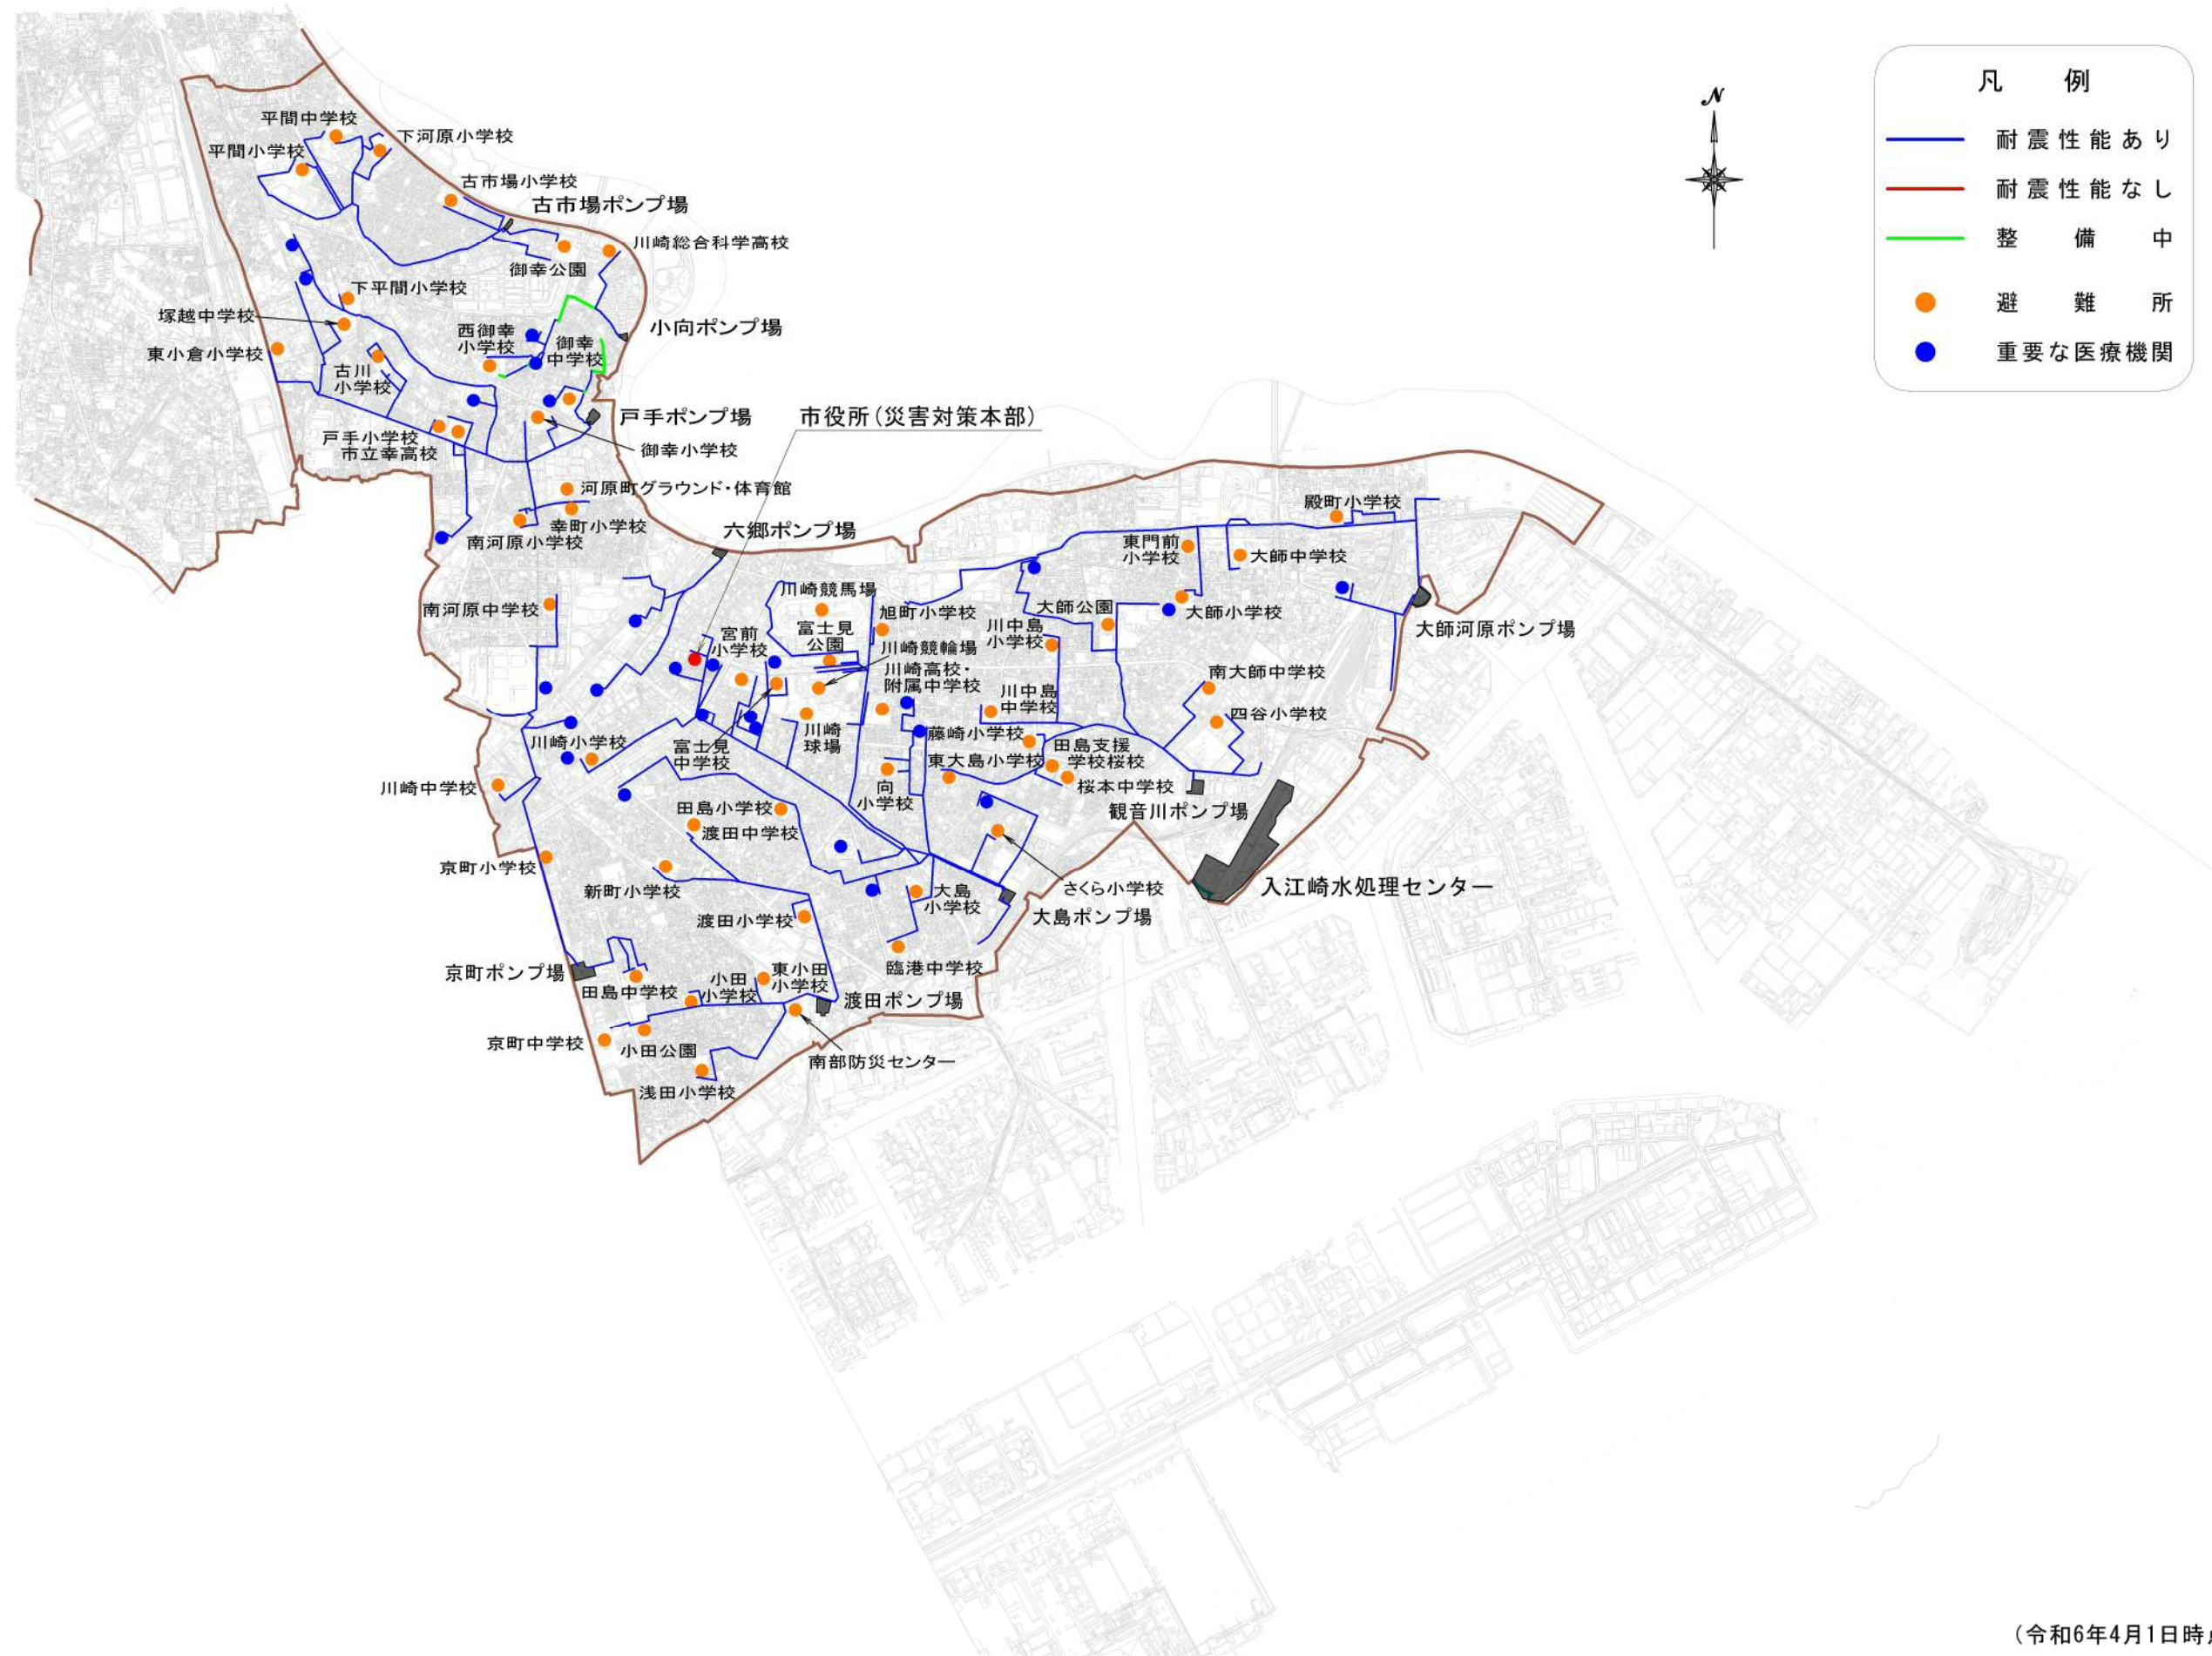 凡 例
耐震性能あり
耐震性能なし
整備中
避難所
重要な医療機関
N
平間中学校
下河原小学校
平間小学校
古市場小学校
古市場ポンプ場
川崎総合科学高校
御幸公園
下平間小学校
塚越中学校
東小倉小学校
西御幸
小学校
御幸
中学校
小向ポンプ場
古川
小学校
戸手ポンプ場
市役所(災害対策本部)
戸手小学校
市立幸高校
御幸小学校
河原町グラウンド・体育館
幸町小学校
南河原小学校
六郷ポンプ場
殿町小学校
東門前
小学校
大師中学校
南河原中学校
川崎競馬場
旭町小学校
大師公園
大師小学校
大師河原ポンプ場
宮前
小学校
富士見
公園
川崎競輪場
川中島
小学校
川崎高校・
附属中学校
南大師中学校
川中島
中学校
四谷小学校
川崎小学校
富士見
中学校
川崎
球場
藤崎小学校
東大島小学校
田島支援
学校桜校
桜本中学校
川崎中学校
向
小学校
観音川ポンプ場
田島小学校
渡田中学校
京町小学校
新町小学校
さくら小学校
入江崎水処理センター
大島
小学校
大島ポンプ場
渡田小学校
臨港中学校
京町ポンプ場
田島中学校
小田
小学校
東小田
小学校
渡田ポンプ場
京町中学校
小田公園
南部防災センター
浅田小学校
(令和6年4月1日時点